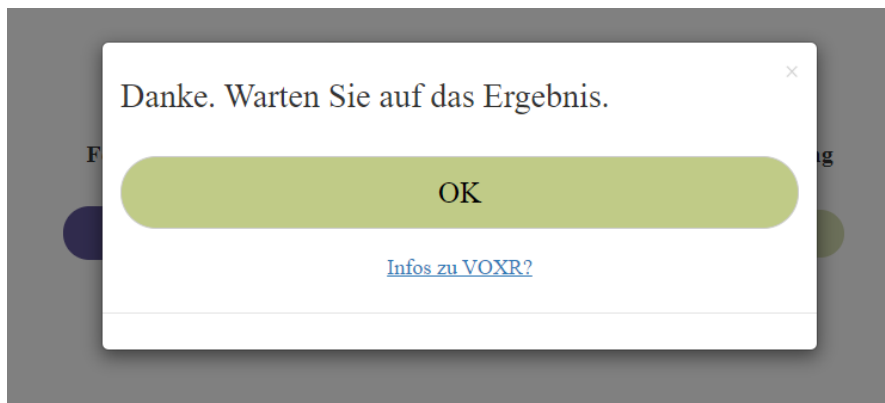 ×
Danke. Warten Sie auf das Ergebnis.
OK
Infos zu VOXR?